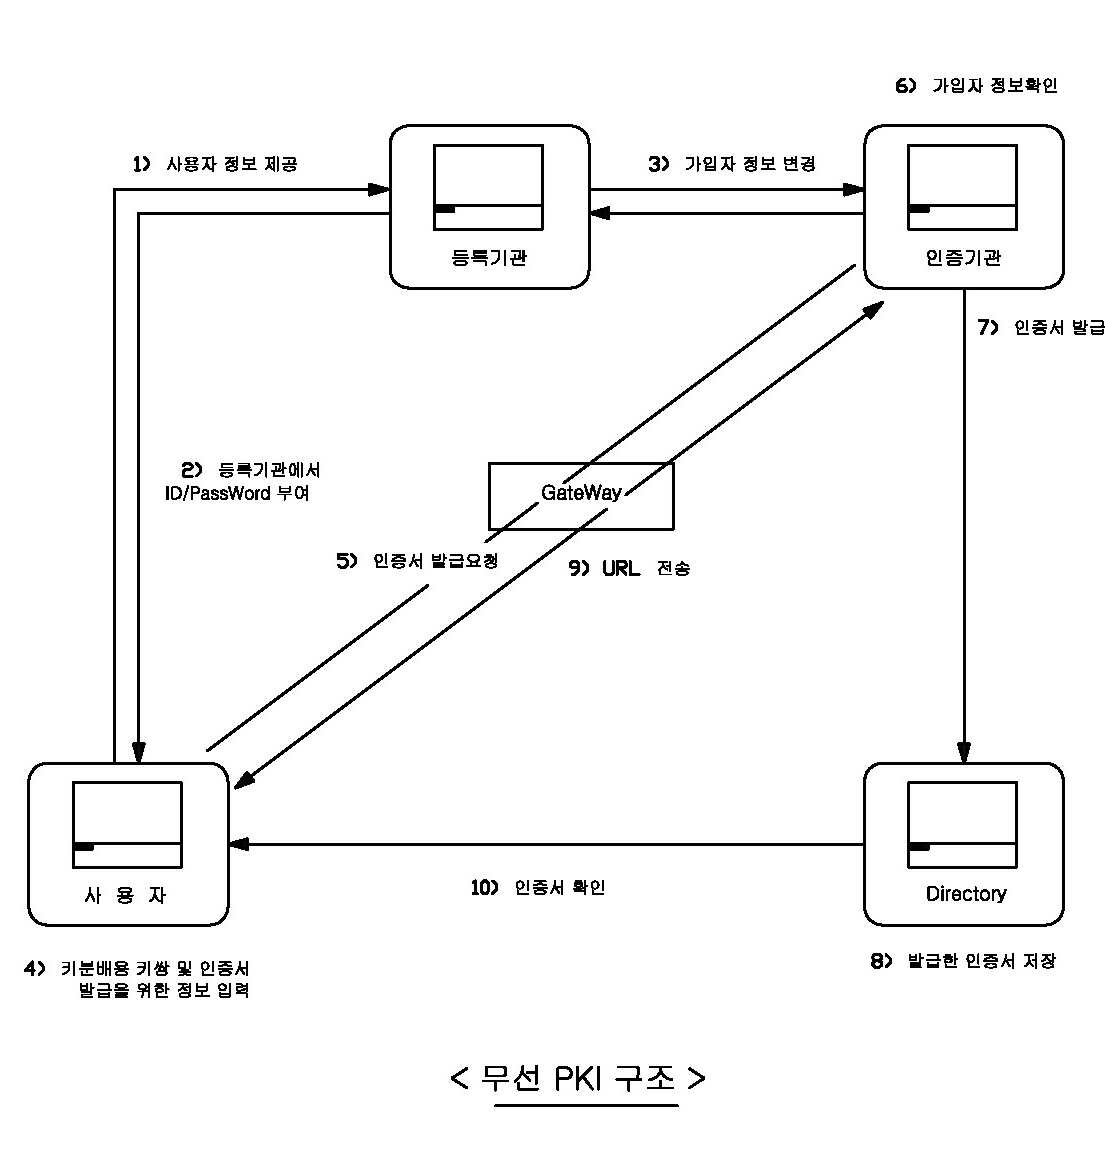 6) 가입자 정보확인
1) 사용자 정보 제공
3) 가입자 정보 변경
등록기관
인증기관
7) 인증서 발급
2) 등록기관에서
ID/PassWord 부여
GateWay
5) 인증서 발급요청
9) URL 전송
10) 인증서 확인
사 용 자
Directory
4) 키분배용 키쌍 및 인증서
발급을 위한 정보 입력
8) 발급한 인증서 저장
< 무선 PKI 구조 >